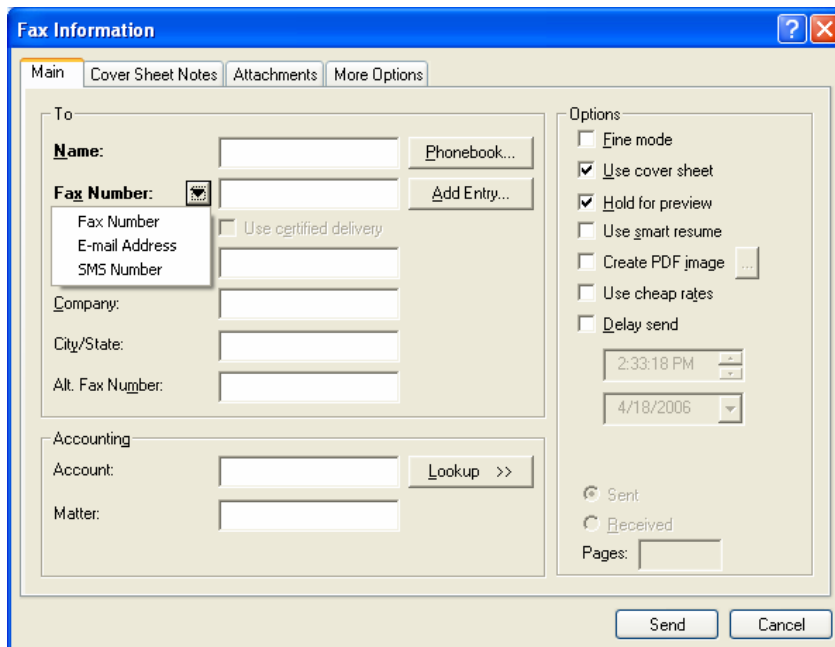 Fax Information
Main
Cover Sheet Notes
Attachments
More Options
To
Name:
Phonebook...
Fax Number:
Add Entry...
Fax Number
E-mail Address
SMS Number
Use certified delivery
Company:
City/State:
Alt. Fax Number:
Accounting
Account:
Lookup >>
Matter:
Options
Fine mode
Use cover sheet
Hold for preview
Use smart resume
Create PDF image ...
Use cheap rates
Delay send
2:33:18 PM
4/18/2006
Sent
Received
Pages:
Send
Cancel